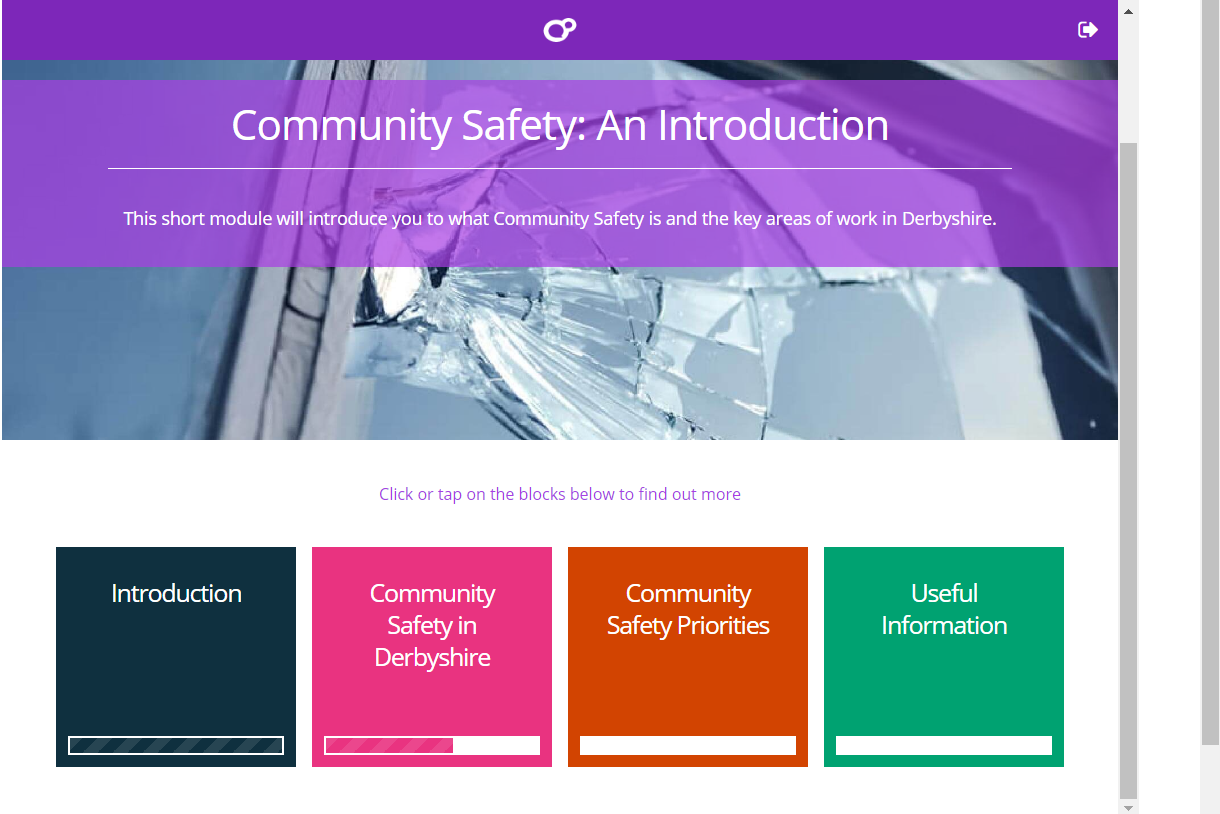 Community Safety: An Introduction
This short module will introduce you to what Community Safety is and the key areas of work in Derbyshire.
Click or tap on the blocks below to find out more
Introduction
Community
Safety in
Derbyshire
Community
Safety Priorities
Useful
Information